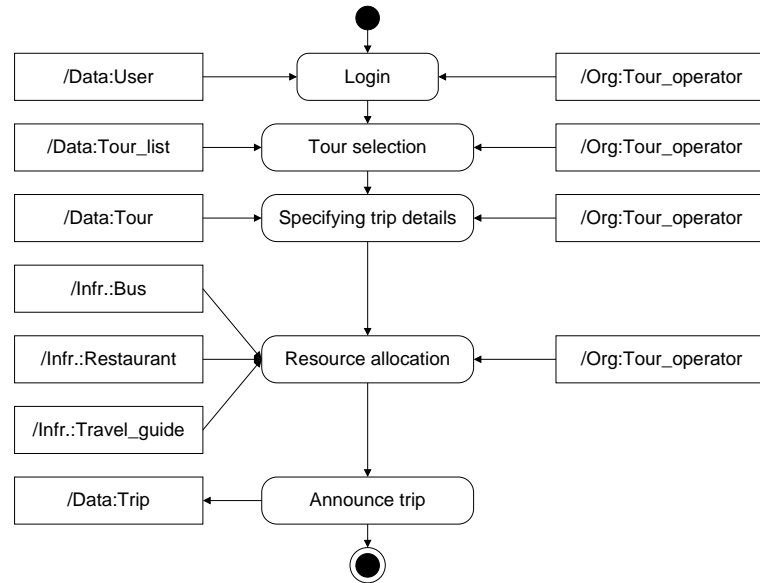 /Data:User
Login
/Org:Tour_operator
/Data:Tour_list
Tour selection
/Org:Tour_operator
/Data:Tour
Specifying trip details
/Org:Tour_operator
/Infr.:Bus
/Infr.:Restaurant
Resource allocation
/Org:Tour_operator
/Infr.:Travel_guide
/Data:Trip
Announce trip